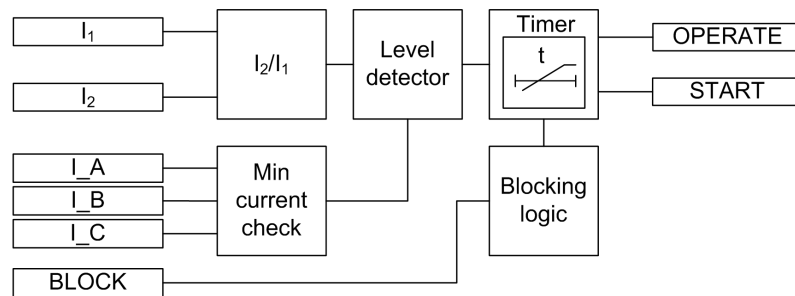 I₁
I₂
I₂/I₁
Level
detector
Timer
t
OPERATE
START
I_A
I_B
I_C
Min
current
check
Blocking
logic
BLOCK